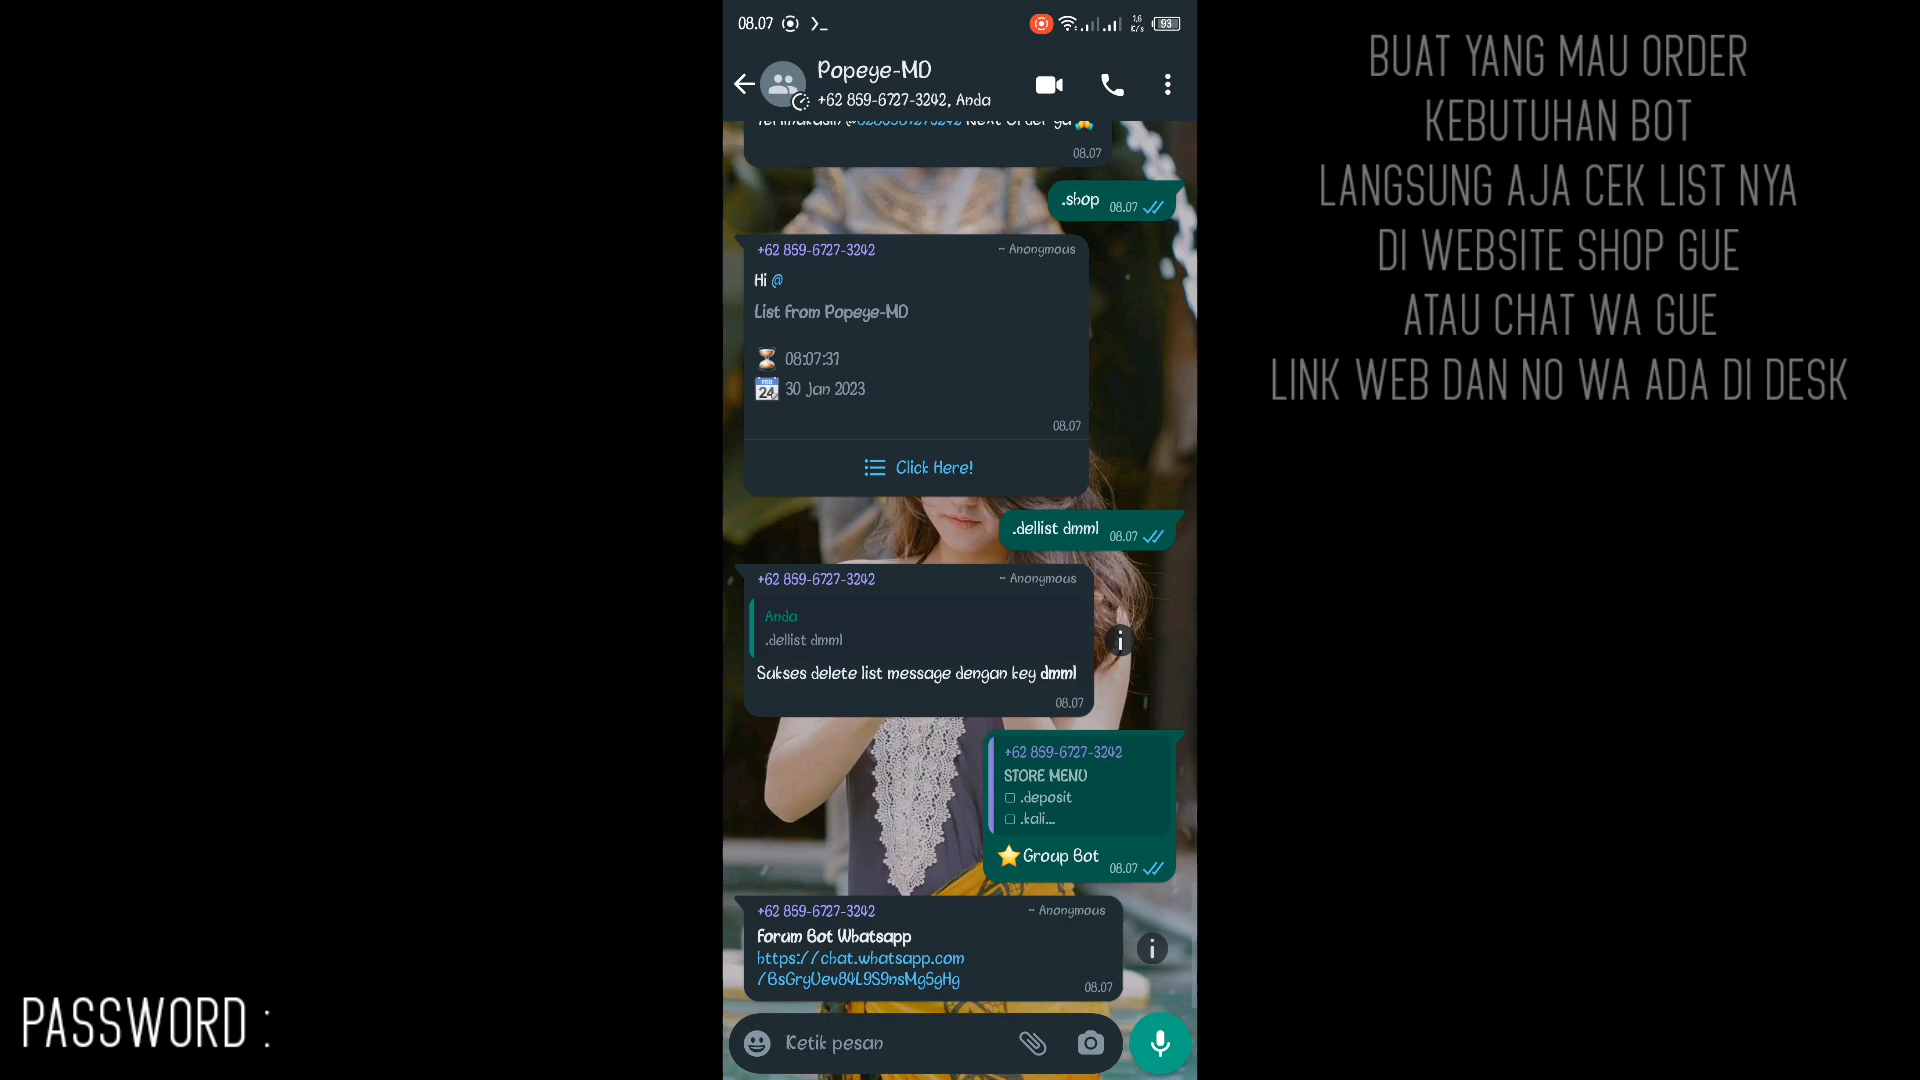 08.07
1,6
K/s
93
Popeye-MD
+62 859-6727-3242, Anda
Terimakasih @6285967273242 Next Order ya🙏
08.07
.shop 08.07
+62 859-6727-3242 ~ Anonymous
Hi @
List from Popeye-MD
⏳ 08:07:31
📆 30 Jan 2023
08.07
Click Here!
.dellist dmml 08.07
+62 859-6727-3242 ~ Anonymous
Anda
.dellist dmml
Sukses delete list message dengan key dmml
08.07
+62 859-6727-3242
STORE MENU
☐ .deposit
☐ .kali...
⭐Group Bot 08.07
+62 859-6727-3242 ~ Anonymous
Forum Bot Whatsapp
https://chat.whatsapp.com
/BsGryUev84L9S9nsMg5gHg
08.07
Ketik pesan
BUAT YANG MAU ORDER
KEBUTUHAN BOT
LANGSUNG AJA CEK LIST NYA
DI WEBSITE SHOP GUE
ATAU CHAT WA GUE
LINK WEB DAN NO WA ADA DI DESK
PASSWORD :